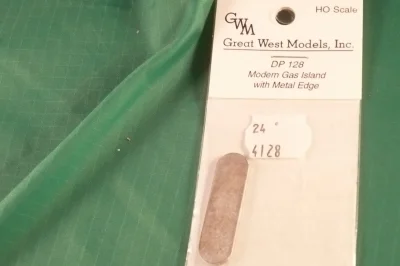 HO Scale
GWM
Great West Models, Inc.
DP 128
Modern Gas Island
with Metal Edge
24
4128